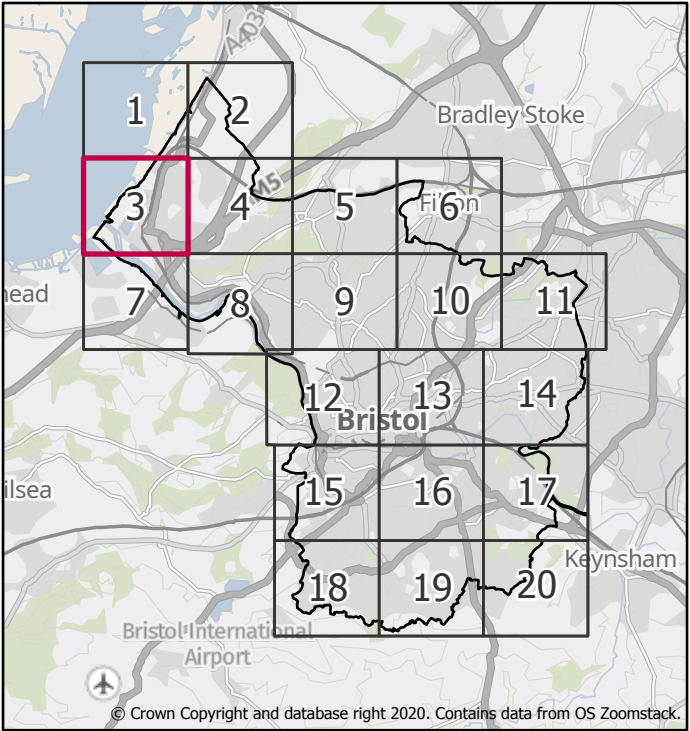 A403
1
2
Bradley Stoke
3
4
M5
5
6
Filton
head
7
8
9
10
11
12
13
14
Bristol
ilsea
15
16
17
Keynsham
18
19
20
Bristol International
Airport
© Crown Copyright and database right 2020. Contains data from OS Zoomstack.